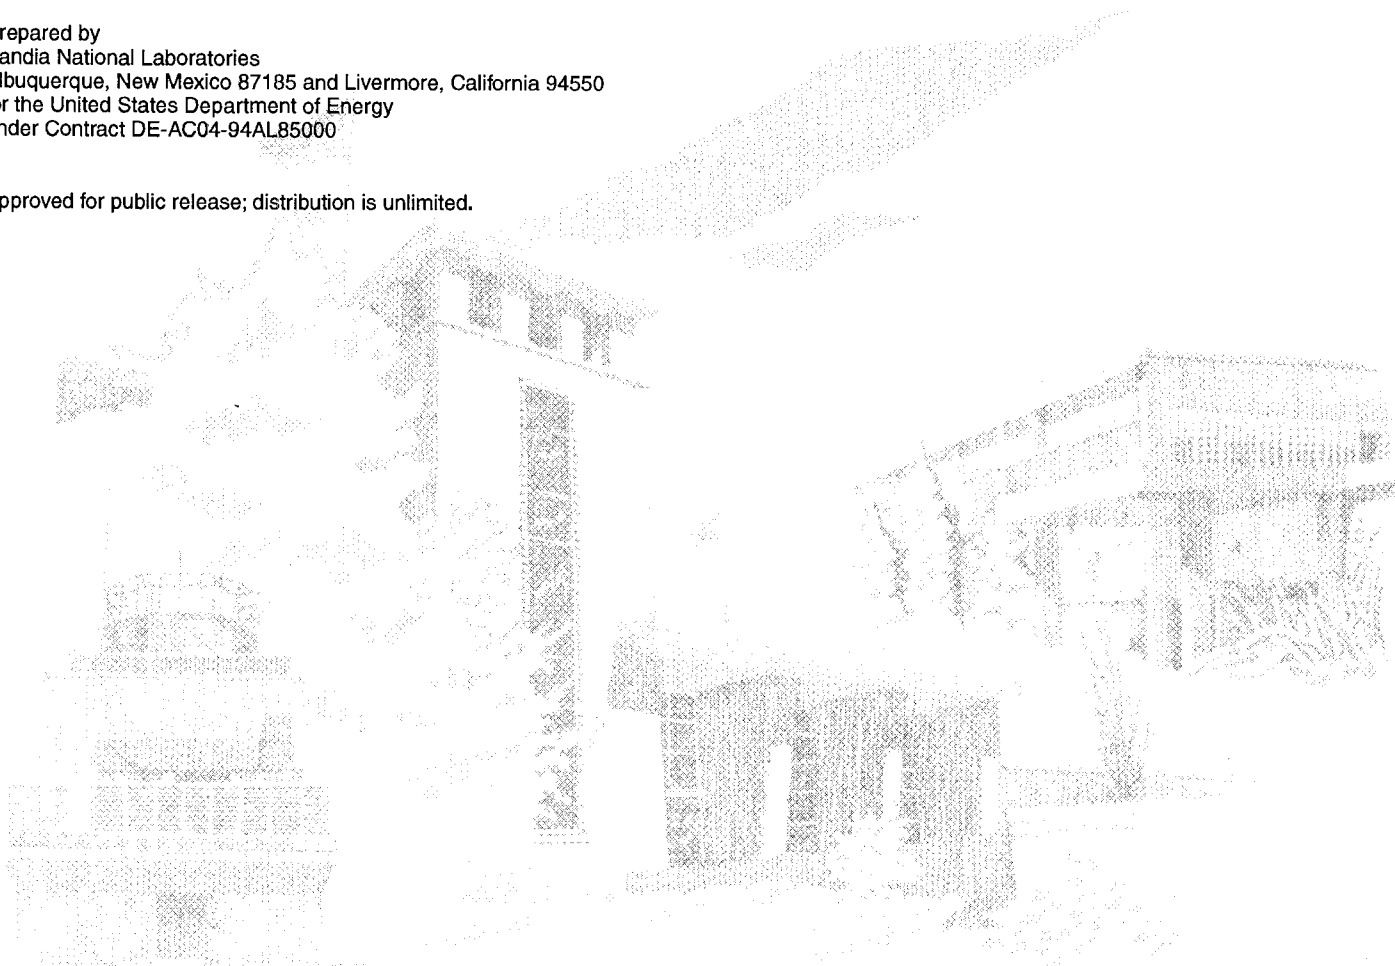 repared by
andia National Laboratories
lbuquerque, New Mexico 87185 and Livermore, California 94550
r the United States Department of Energy
nder Contract DE-AC04-94AL85000
pproved for public release; distribution is unlimited.